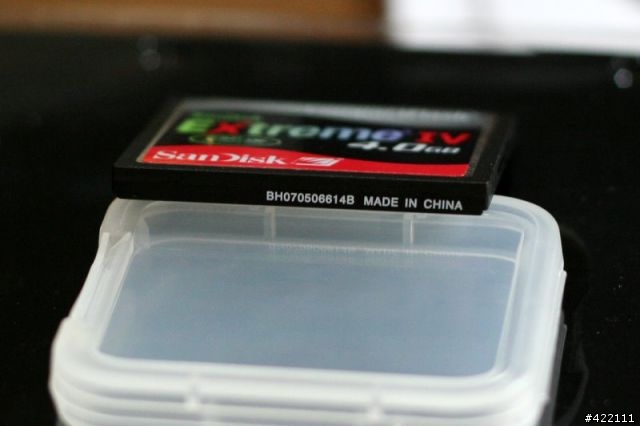 Extreme IV
4.0GB
SanDisk
BH070506614B MADE IN CHINA
#422111